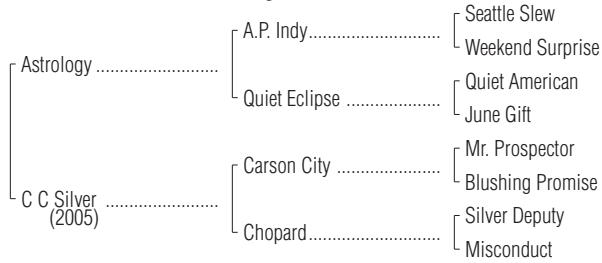 Seattle Slew
A.P. Indy..............................
Weekend Surprise
Astrology ...........................
Quiet American
Quiet Eclipse .....................
June Gift
Mr. Prospector
Carson City .......................
Blushing Promise
C C Silver .........................
(2005)
Silver Deputy
Chopard..............................
Misconduct